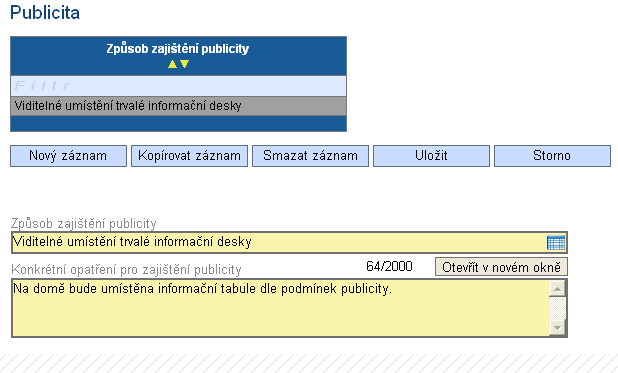 Publicita
Způsob zajištění publicity
Filtr
Viditelné umístění trvalé informační desky
Nový záznam Kopírovat záznam Smazat záznam Uložit Storno
Způsob zajištění publicity
Viditelné umístění trvalé informační desky
Konkrétní opatření pro zajištění publicity 64/2000 Otevřít v novém okně
Na domě bude umístěna informační tabule dle podmínek publicity.